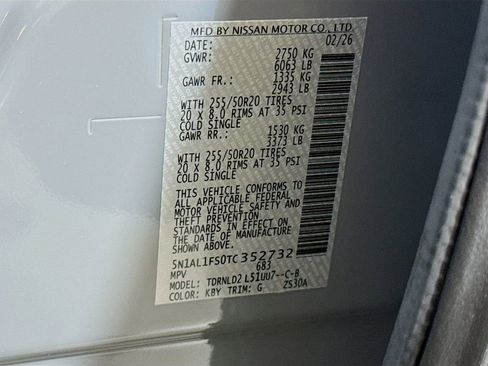 MFD BY NISSAN MOTOR CO., LTD.
DATE: 02/26
GVWR: 2750 KG
6063 LB
GAWR FR.: 1335 KG
2943 LB
WITH 255/50R20 TIRES
20 X 8.0 RIMS AT 35 PSI
COLD SINGLE
GAWR RR.: 1530 KG
3373 LB
WITH 255/50R20 TIRES
20 X 8.0 RIMS AT 35 PSI
COLD SINGLE
THIS VEHICLE CONFORMS TO
ALL APPLICABLE FEDERAL
MOTOR VEHICLE SAFETY AND
THEFT PREVENTION
STANDARDS IN EFFECT ON
THE DATE OF MANUFACTURE
SHOWN ABOVE.
5N1AL1FS0TC352732
MPV 683
MODEL: TDRNLD2 L51UU7--C-B
COLOR: KBY TRIM: G 2S30A